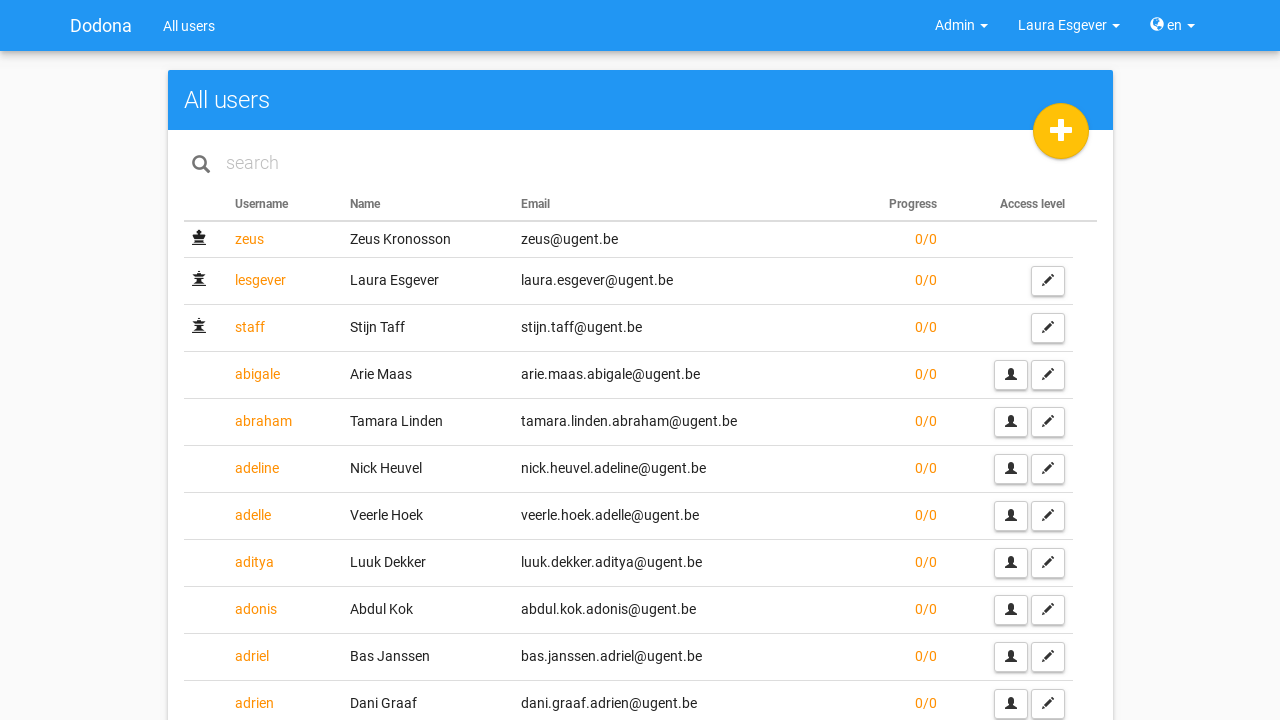 Dodona All users Admin Laura Esgever en
All users
search
Username Name Email Progress Access level
zeus Zeus Kronosson zeus@ugent.be 0/0
lesgever Laura Esgever laura.esgever@ugent.be 0/0
staff Stijn Taff stijn.taff@ugent.be 0/0
abigale Arie Maas arie.maas.abigale@ugent.be 0/0
abraham Tamara Linden tamara.linden.abraham@ugent.be 0/0
adeline Nick Heuvel nick.heuvel.adeline@ugent.be 0/0
adelle Veerle Hoek veerle.hoek.adelle@ugent.be 0/0
aditya Luuk Dekker luuk.dekker.aditya@ugent.be 0/0
adonis Abdul Kok abdul.kok.adonis@ugent.be 0/0
adriel Bas Janssen bas.janssen.adriel@ugent.be 0/0
adrien Dani Graaf dani.graaf.adrien@ugent.be 0/0